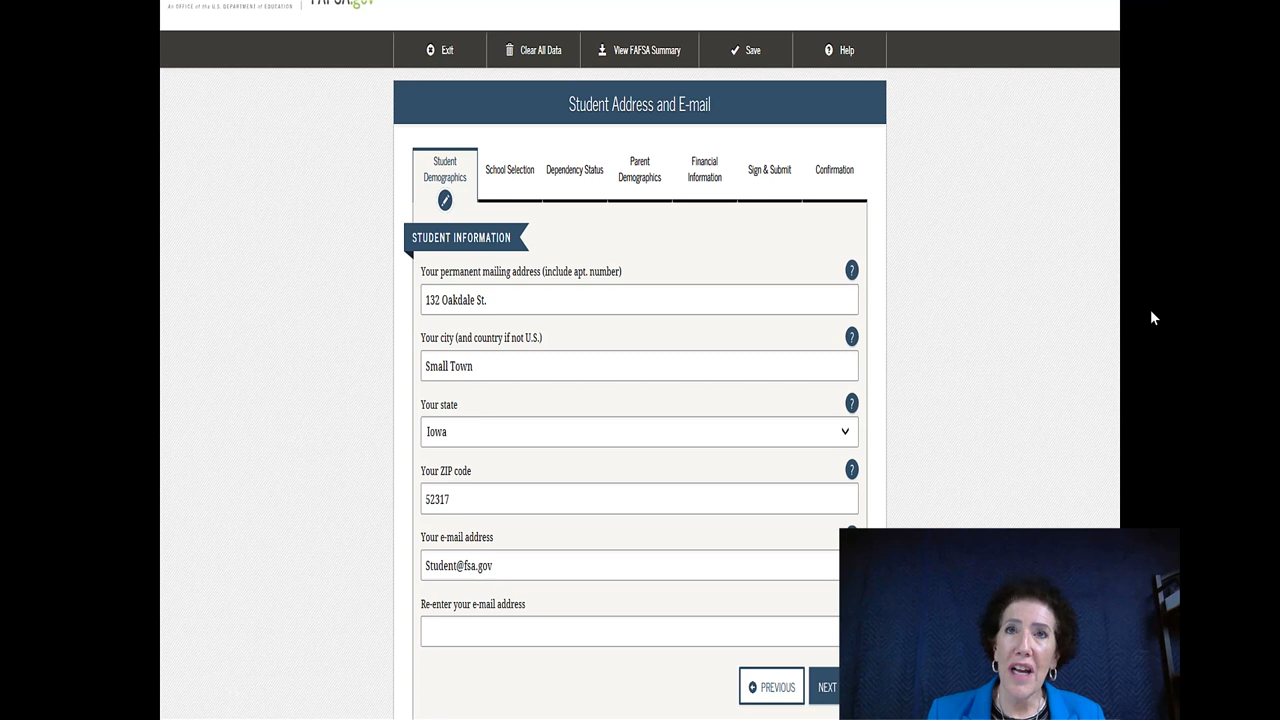 An OFFICE of the U.S. DEPARTMENT of EDUCATION
FAFSA.gov
Exit
Clear All Data
View FAFSA Summary
Save
Help
Student Address and E-mail
Student
Demographics
School Selection
Dependency Status
Parent
Demographics
Financial
Information
Sign & Submit
Confirmation
STUDENT INFORMATION
Your permanent mailing address (include apt. number)
?
132 Oakdale St.
Your city (and country if not U.S.)
?
Small Town
Your state
?
Iowa
Your ZIP code
?
52317
Your e-mail address
Student@fsa.gov
Re-enter your e-mail address
PREVIOUS
NEXT